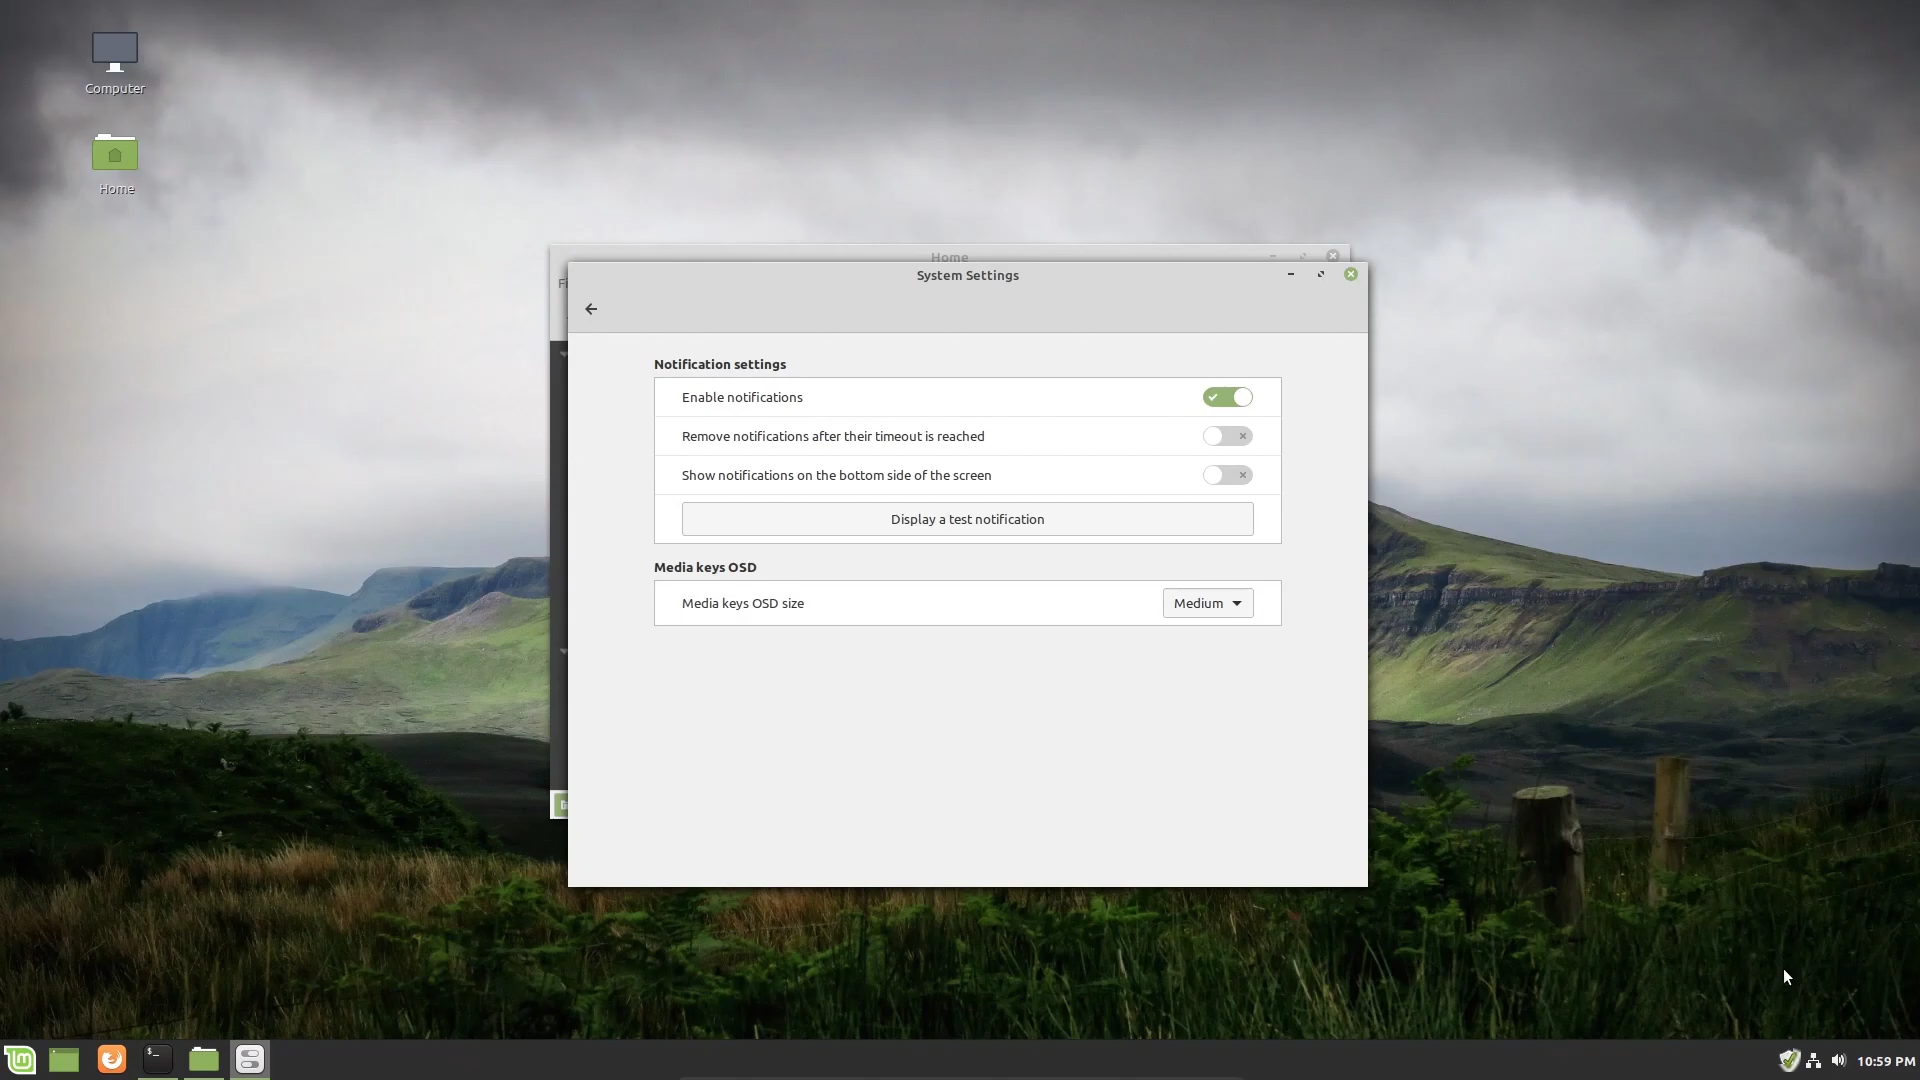 Computer
Home
Home
Fi
System Settings
Notification settings
Enable notifications
Remove notifications after their timeout is reached
Show notifications on the bottom side of the screen
Display a test notification
Media keys OSD
Media keys OSD size
Medium
$_
lm
10:59 PM